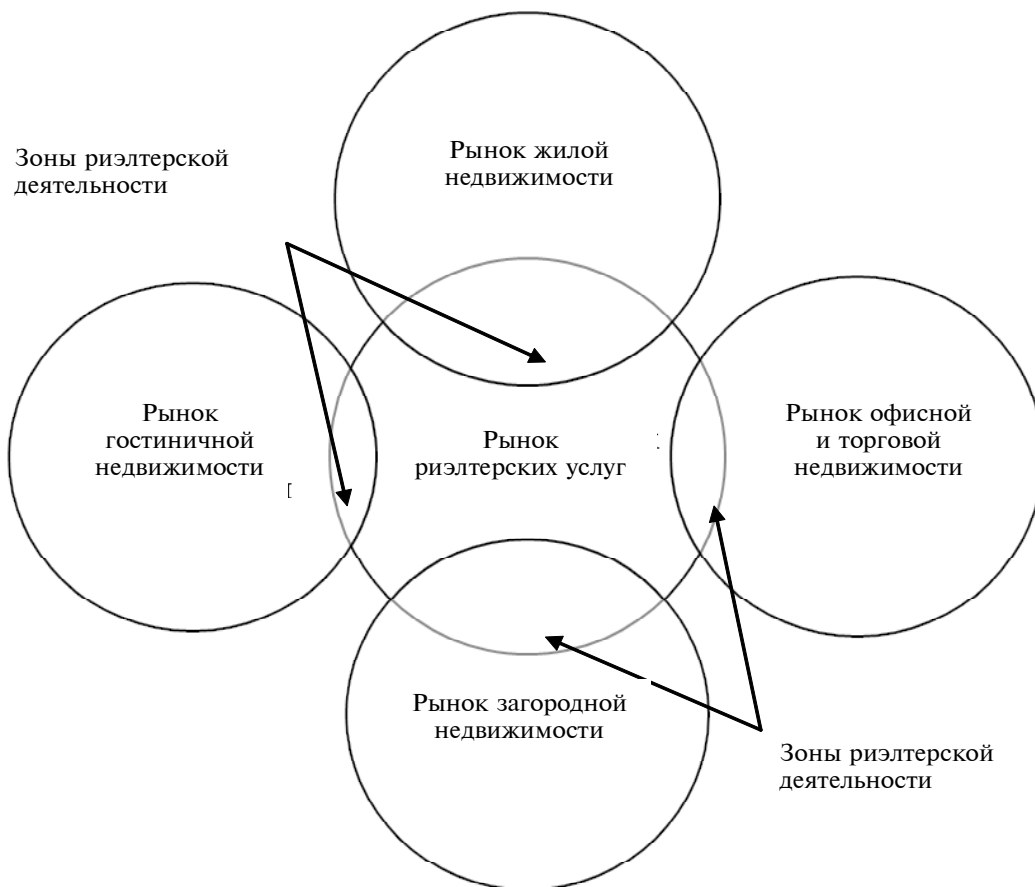 Рынок жилой
недвижимости
Зоны риэлтерской
деятельности
Рынок
гостиничной
недвижимости
Рынок
риэлтерских услуг
Рынок офисной
и торговой
недвижимости
Рынок загородной
недвижимости
Зоны риэлтерской
деятельности